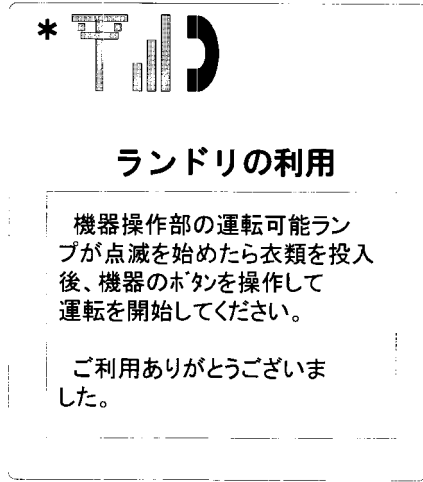 *
ランドリの利用
機器操作部の運転可能ラン
プが点滅を始めたら衣類を投入
後、機器のボタンを操作して
運転を開始してください。
ご利用ありがとうございま
した。